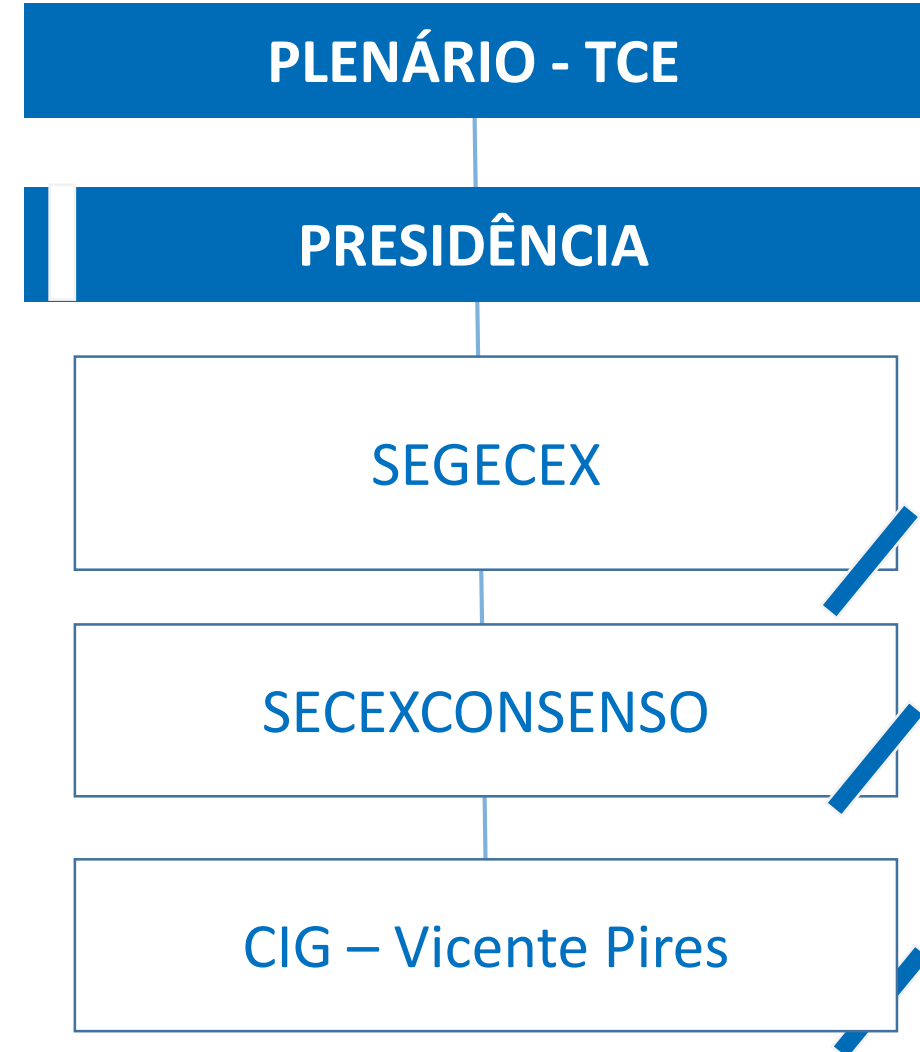 PLENÁRIO - TCE
PRESIDÊNCIA
SEGECEX
SECEXCONSENSO
CIG – Vicente Pires